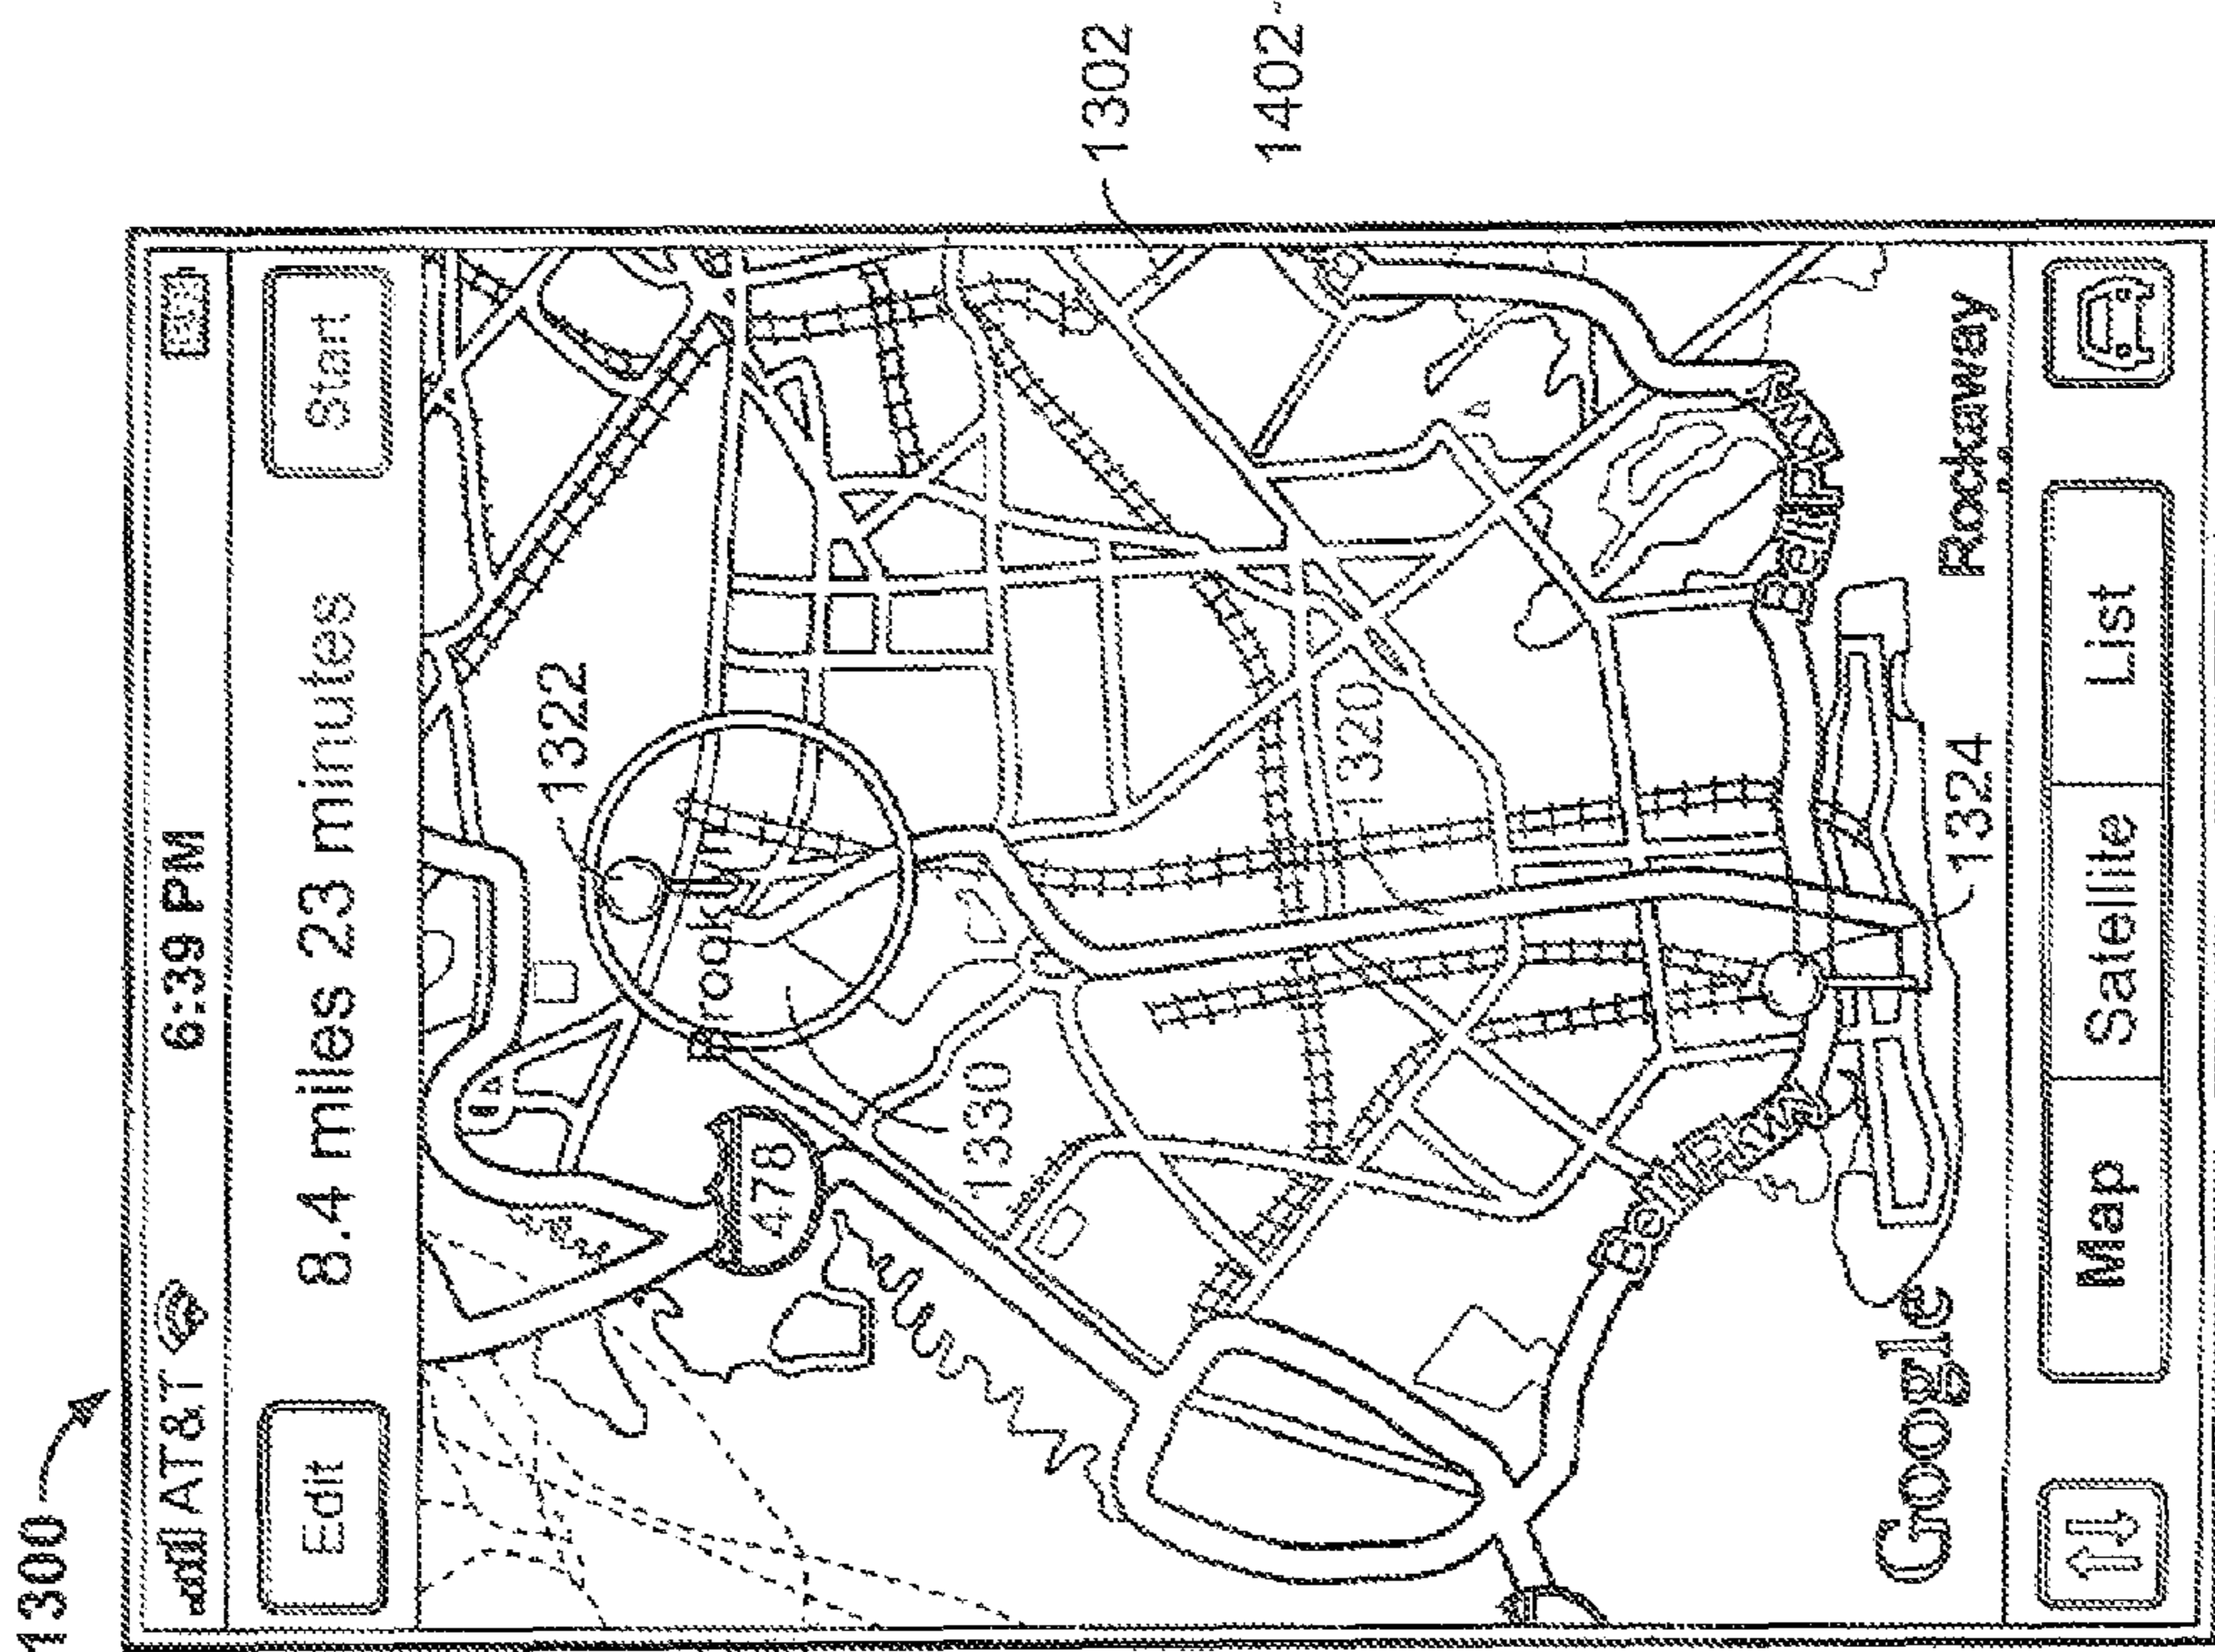 1300
AT&T 6:39 PM
Edit 8.4 miles 23 minutes Start
1322
Brooklyn
478
1330
1302
1320
1402
Belt Pkwy
Belt Pkwy
1324
Google Rockaway
Map Satellite List